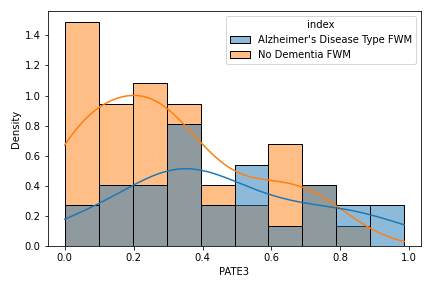 index
Alzheimer's Disease Type FWM
No Dementia FWM
1.4
1.2
1.0
0.8
0.6
0.4
0.2
0.0
Density
0.0 0.2 0.4 0.6 0.8 1.0
PATE3